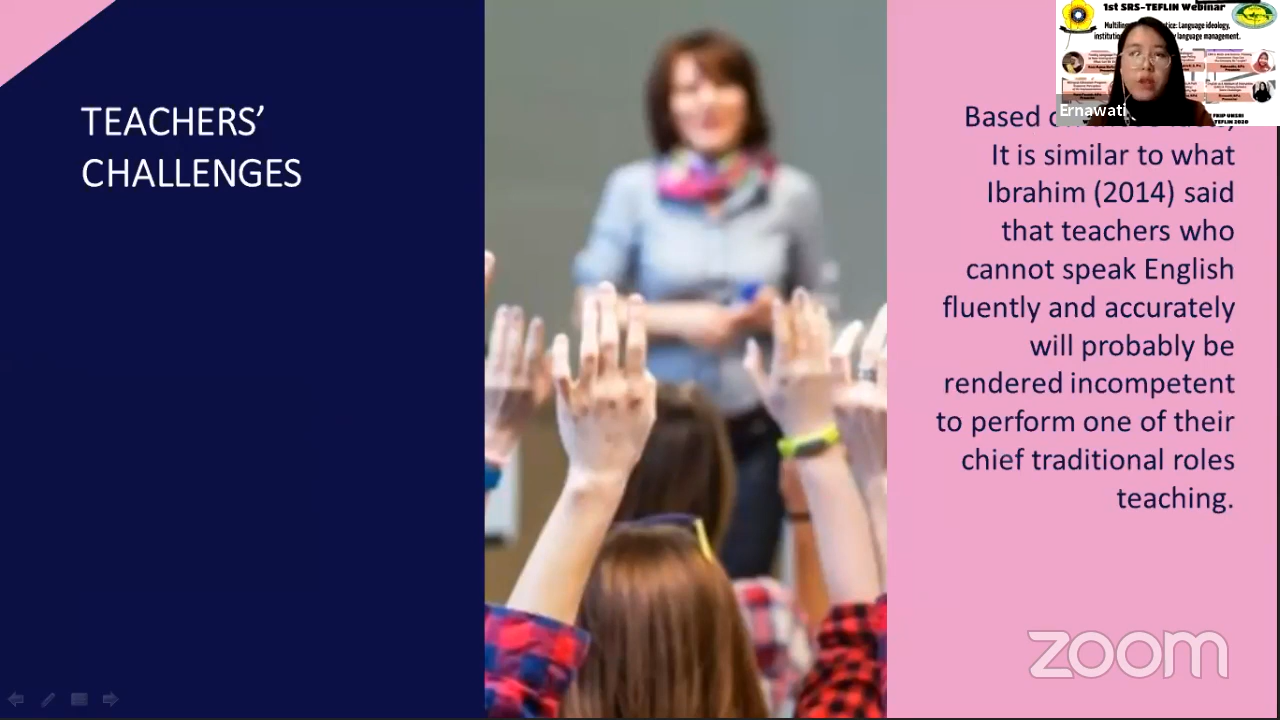 TEACHERS’
CHALLENGES
1st SRS-TEFLIN Webinar
Ernawati
Based
It is similar to what
Ibrahim (2014) said
that teachers who
cannot speak English
fluently and accurately
will probably be
rendered incompetent
to perform one of their
chief traditional roles
teaching.
zoom